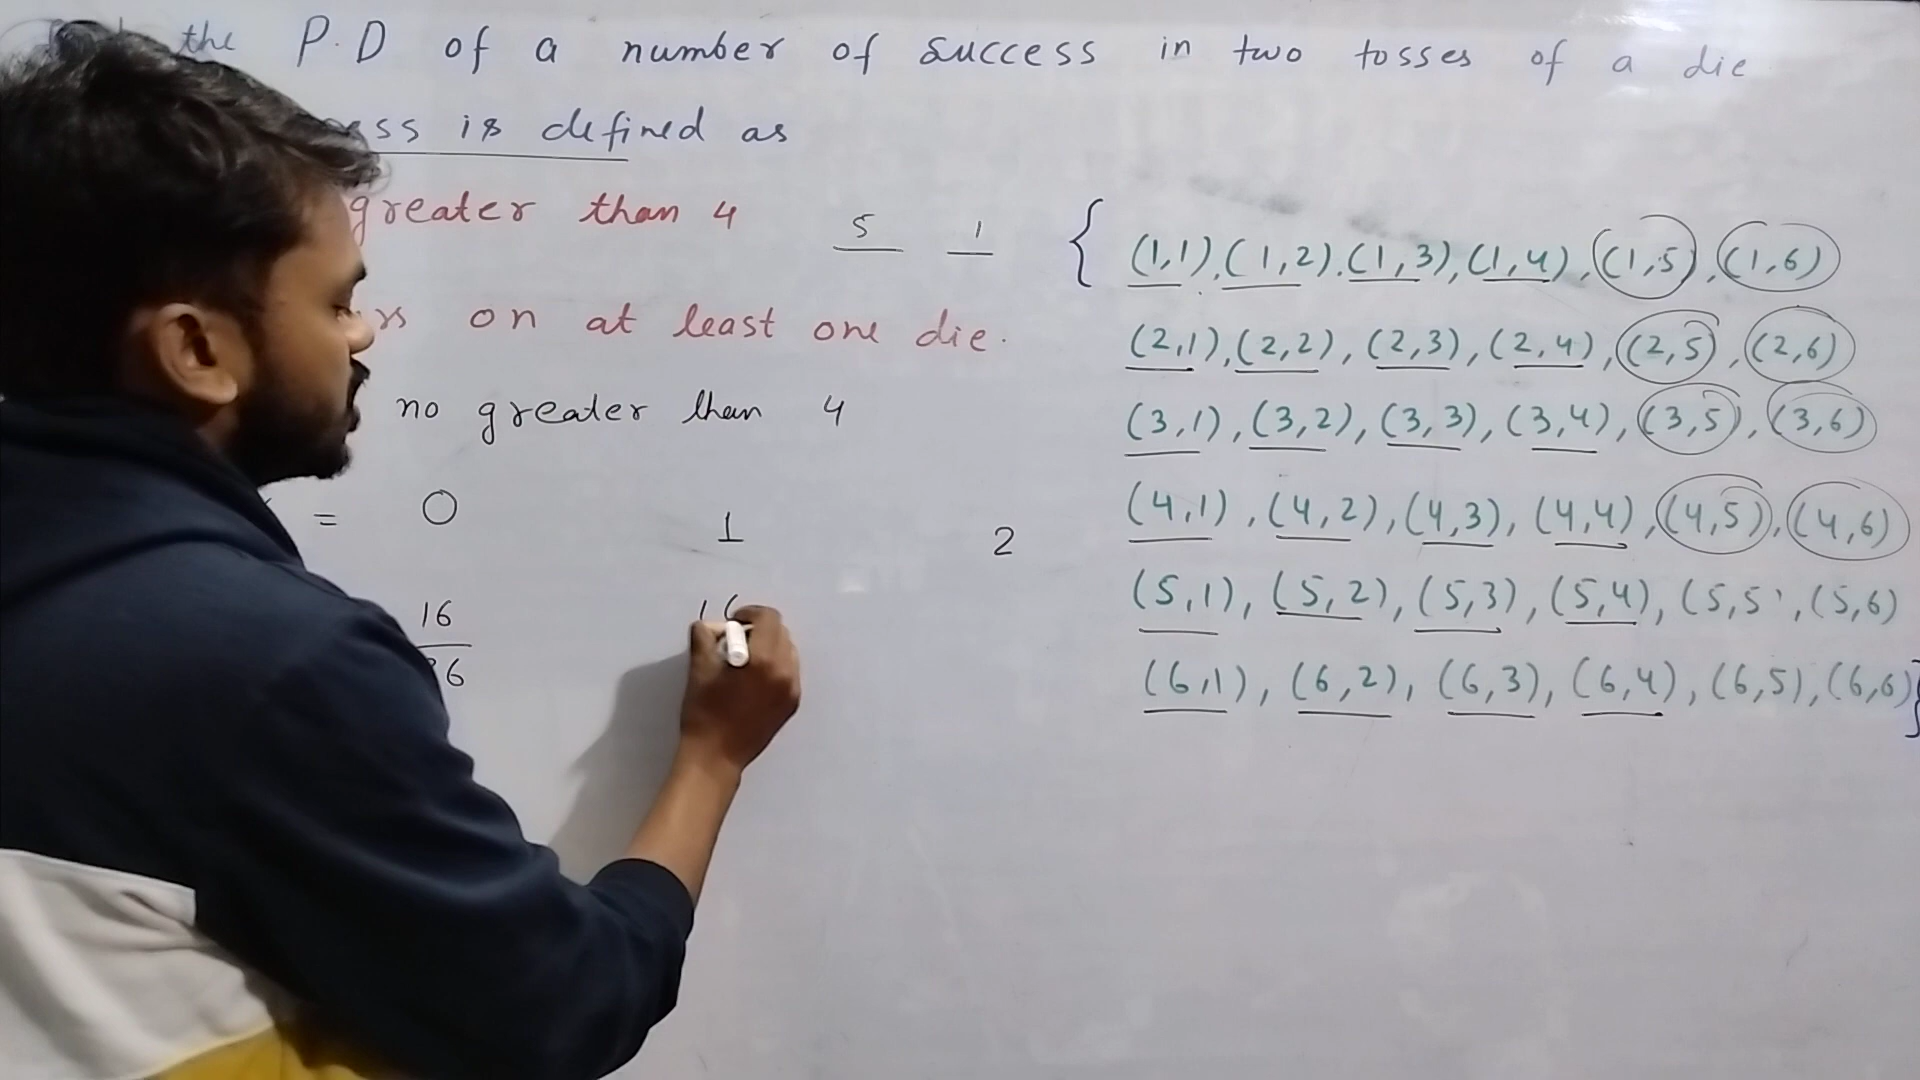 the P.D of a number of success in two tosses of a die
ess is defined as
greater than 4
5 1
rs on at least one die.
no greater than 4
= 0 1 2
16 16
36
{ (1,1), (1,2), (1,3), (1,4), (1,5), (1,6)
(2,1), (2,2), (2,3), (2,4), (2,5), (2,6)
(3,1), (3,2), (3,3), (3,4), (3,5), (3,6)
(4,1), (4,2), (4,3), (4,4), (4,5), (4,6)
(5,1), (5,2), (5,3), (5,4), (5,5), (5,6)
(6,1), (6,2), (6,3), (6,4), (6,5), (6,6) }